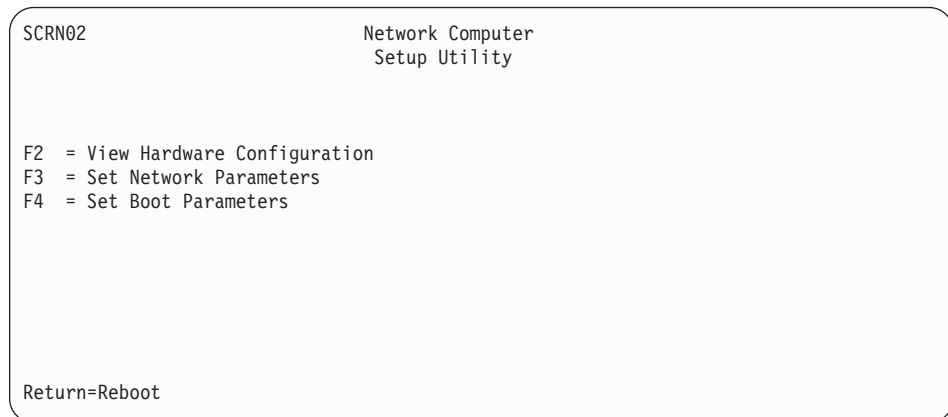 SCRN02 Network Computer
Setup Utility
F2 = View Hardware Configuration
F3 = Set Network Parameters
F4 = Set Boot Parameters
Return=Reboot